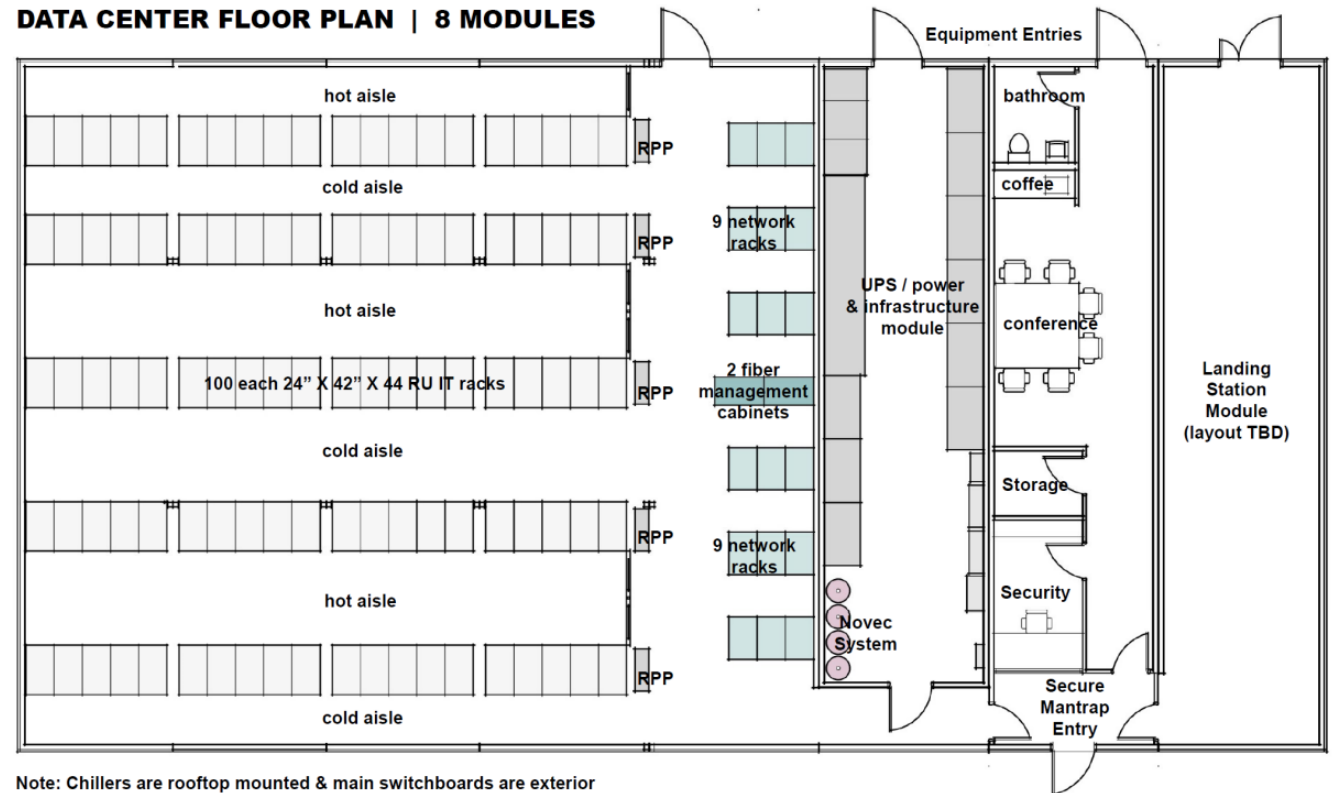 DATA CENTER FLOOR PLAN | 8 MODULES
Equipment Entries
hot aisle
bathroom
RPP
cold aisle
coffee
9 network
racks
RPP
UPS / power
& infrastructure
module
hot aisle
conference
100 each 24” X 42” X 44 RU IT racks
RPP
2 fiber
management
cabinets
Landing
Station
Module
(layout TBD)
cold aisle
Storage
RPP
9 network
racks
hot aisle
Security
Novec
System
RPP
Secure
Mantrap
Entry
cold aisle
Note: Chillers are rooftop mounted & main switchboards are exterior